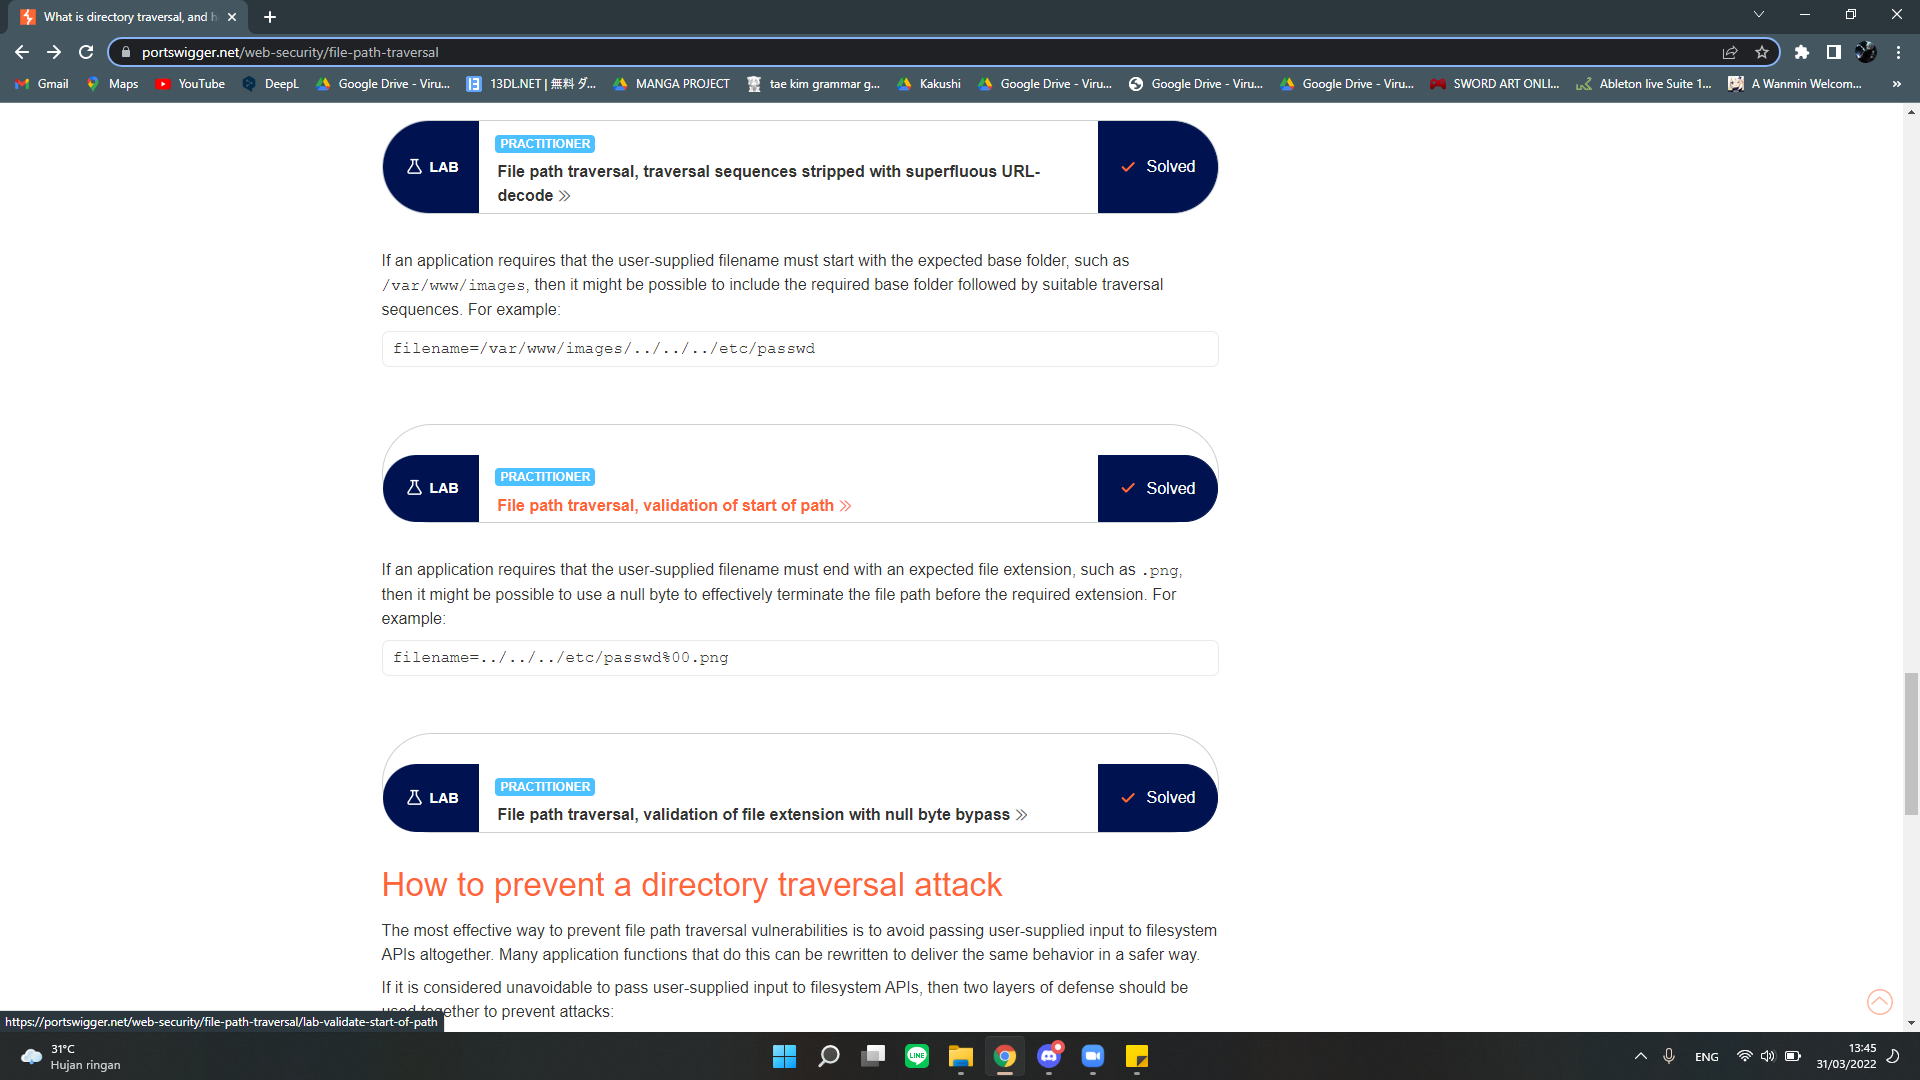 What is directory traversal, and h
portswigger.net/web-security/file-path-traversal
Gmail Maps YouTube DeepL Google Drive - Viru... 13DL.NET | 無料 ダ... MANGA PROJECT tae kim grammar g... Kakushi Google Drive - Viru... Google Drive - Viru... Google Drive - Viru... SWORD ART ONLI... Ableton live Suite 1... A Wanmin Welcom... »
PRACTITIONER
LAB
File path traversal, traversal sequences stripped with superfluous URL-
decode
Solved
If an application requires that the user-supplied filename must start with the expected base folder, such as
/var/www/images, then it might be possible to include the required base folder followed by suitable traversal
sequences. For example:
filename=/var/www/images/../../../etc/passwd
PRACTITIONER
LAB
File path traversal, validation of start of path
Solved
If an application requires that the user-supplied filename must end with an expected file extension, such as .png,
then it might be possible to use a null byte to effectively terminate the file path before the required extension. For
example:
filename=../../../etc/passwd%00.png
PRACTITIONER
LAB
File path traversal, validation of file extension with null byte bypass
Solved
How to prevent a directory traversal attack
The most effective way to prevent file path traversal vulnerabilities is to avoid passing user-supplied input to filesystem
APIs altogether. Many application functions that do this can be rewritten to deliver the same behavior in a safer way.
If it is considered unavoidable to pass user-supplied input to filesystem APIs, then two layers of defense should be
used together to prevent attacks:
https://portswigger.net/web-security/file-path-traversal/lab-validate-start-of-path
31°C
Hujan ringan
LINE
ENG
13:45
31/03/2022